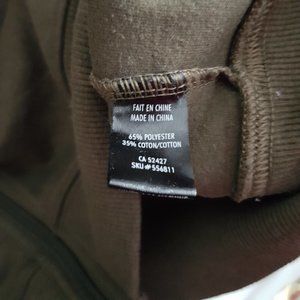 FAIT EN CHINE
MADE IN CHINA
65% POLYESTER
35% COTON/COTTON
CA 52427
SKU# 556811